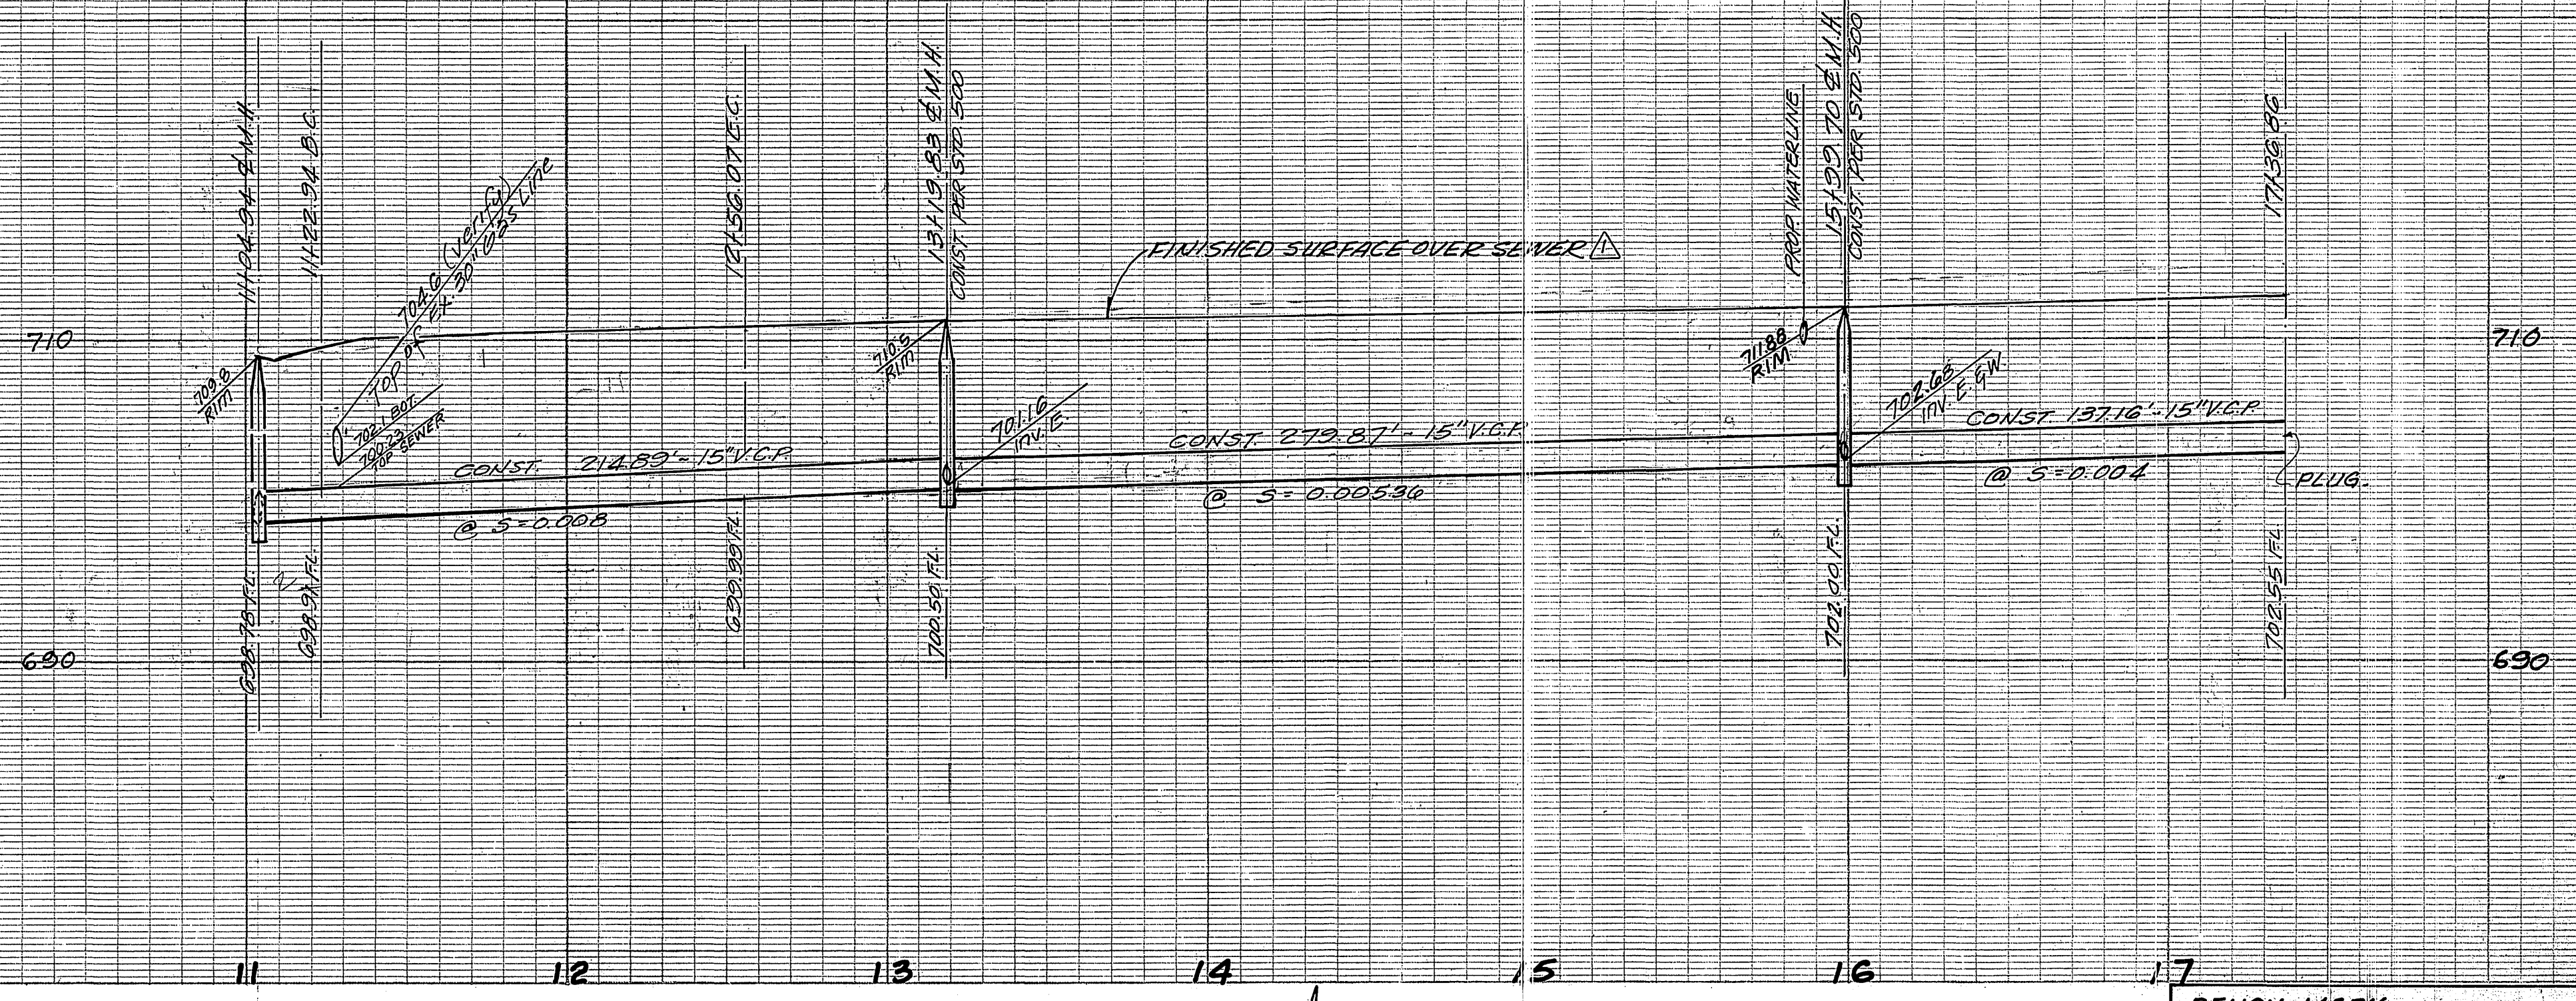 11+04.94 ₵ M.H.
11+22.94 B.C.
704.6 (verify)
TOP of EX. 30" Gas Line
12+56.07 E.C.
13+19.83 ₵ M.H.
CONST. PER STD. 500
FINISHED SURFACE OVER SEWER 1
PROP. WATERLINE
15+99.70 ₵ M.H.
CONST. PER STD. 500
17+36.86
710
710
709.8
RIM
702.1 BOT.
700.23
TOP SEWER
710.5
RIM
711.88
RIM
701.16
INV. E.
702.68
INV. E. & W.
CONST. 214.89'~15" V.C.P.
@ S=0.008
CONST. 279.87'~15" V.C.P.
@ S=0.00536
CONST. 137.16'~15" V.C.P.
@ S=0.004
PLUG.
698.78 F.L.
2
699.99 F.L.
700.50 F.L.
702.00 F.L.
702.55 F.L.
690
690
11
12
13
14
15
16
17